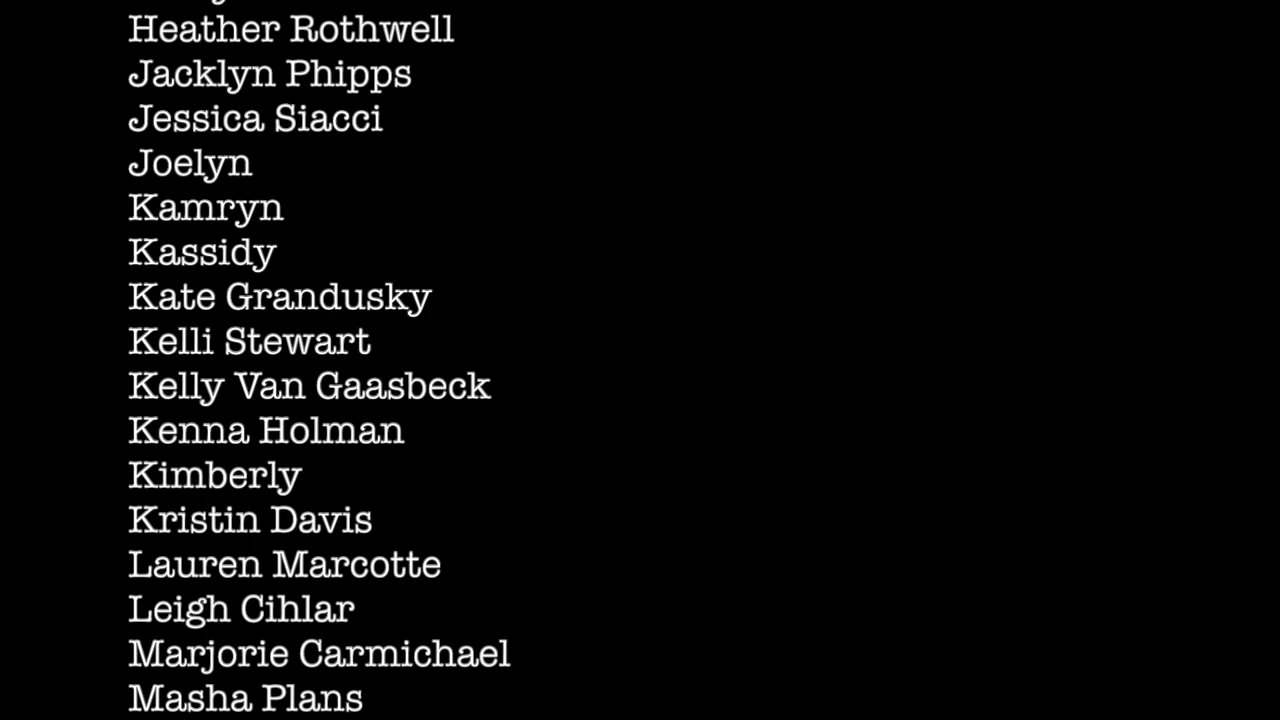 Heather Rothwell
Jacklyn Phipps
Jessica Siacci
Joelyn
Kamryn
Kassidy
Kate Grandusky
Kelli Stewart
Kelly Van Gaasbeck
Kenna Holman
Kimberly
Kristin Davis
Lauren Marcotte
Leigh Cihlar
Marjorie Carmichael
Masha Plans